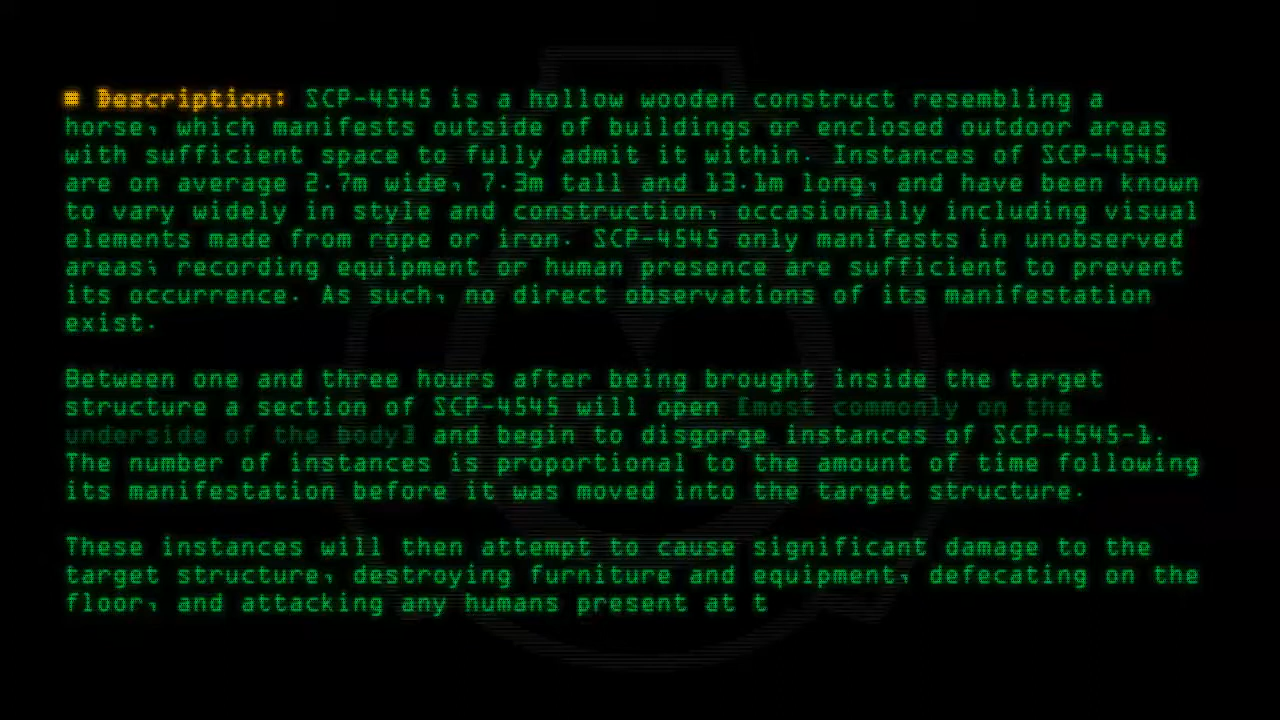 ■ Description: SCP-4545 is a hollow wooden construct resembling a
horse, which manifests outside of buildings or enclosed outdoor areas
with sufficient space to fully admit it within. Instances of SCP-4545
are on average 2.7m wide, 7.3m tall and 13.1m long, and have been known
to vary widely in style and construction, occasionally including visual
elements made from rope or iron. SCP-4545 only manifests in unobserved
areas; recording equipment or human presence are sufficient to prevent
its occurrence. As such, no direct observations of its manifestation
exist.
Between one and three hours after being brought inside the target
structure a section of SCP-4545 will open [most commonly on the
underside of the body] and begin to disgorge instances of SCP-4545-1.
The number of instances is proportional to the amount of time following
its manifestation before it was moved into the target structure.
These instances will then attempt to cause significant damage to the
target structure, destroying furniture and equipment, defecating on the
floor, and attacking any humans present at t